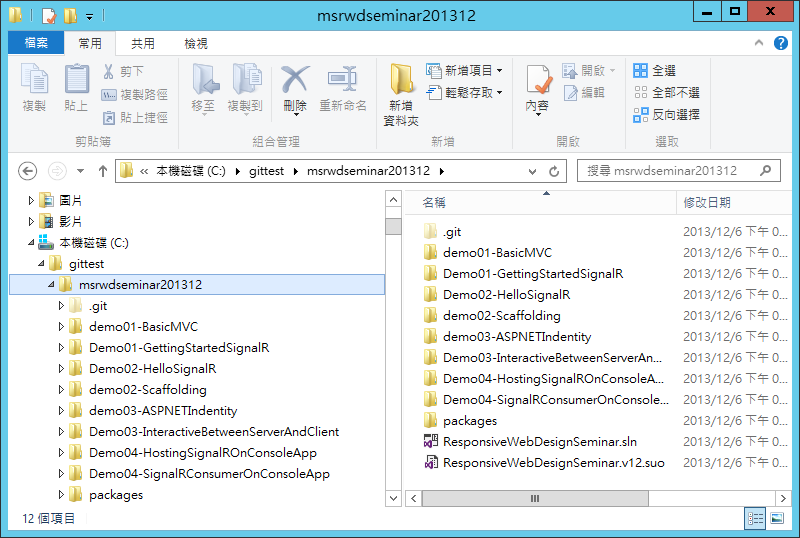 msrwdseminar201312
檔案 常用 共用 檢視
複製 貼上 剪下 複製路徑 貼上捷徑 移至 複製到 刪除 重新命名 新增資料夾 新增項目 輕鬆存取 內容 開啟 編輯 全選 全部不選 反向選擇
剪貼簿 組合管理 新增 開啟 選取
« 本機磁碟 (C:) gittest msrwdseminar201312
搜尋 msrwdseminar201312
圖片
影片
本機磁碟 (C:)
gittest
msrwdseminar201312
.git
demo01-BasicMVC
Demo01-GettingStartedSignalR
Demo02-HelloSignalR
demo02-Scaffolding
demo03-ASPNETIndentity
Demo03-InteractiveBetweenServerAndClient
Demo04-HostingSignalROnConsoleApp
Demo04-SignalRConsumerOnConsoleApp
packages
名稱 修改日期
.git 2013/12/6 下午 0...
demo01-BasicMVC 2013/12/6 下午 0...
Demo01-GettingStartedSignalR 2013/12/6 下午 0...
Demo02-HelloSignalR 2013/12/6 下午 0...
demo02-Scaffolding 2013/12/6 下午 0...
demo03-ASPNETIndentity 2013/12/6 下午 0...
Demo03-InteractiveBetweenServerAn... 2013/12/6 下午 0...
Demo04-HostingSignalROnConsoleA... 2013/12/6 下午 0...
Demo04-SignalRConsumerOnConsole... 2013/12/6 下午 0...
packages 2013/12/6 下午 0...
ResponsiveWebDesignSeminar.sln 2013/12/6 下午 0...
ResponsiveWebDesignSeminar.v12.suo 2013/12/6 下午 0...
12 個項目